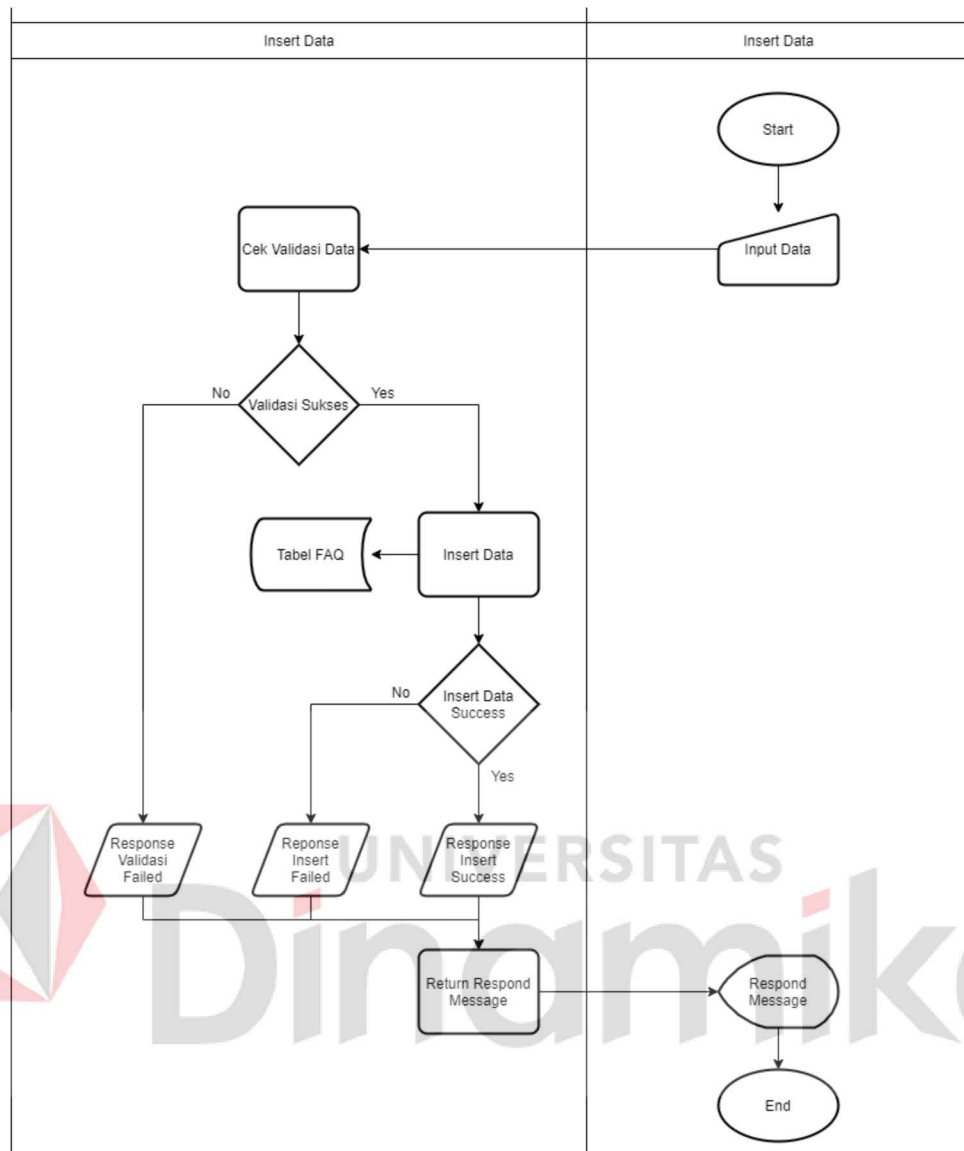 Insert Data
Insert Data
Start
Cek Validasi Data
Input Data
No
Validasi Sukses
Yes
Tabel FAQ
Insert Data
No
Insert Data
Success
Yes
Response
Validasi
Failed
Reponse
Insert
Failed
Response
Insert
Success
UNIVERSITAS
Dinamika
Return Respond
Message
Respond
Message
End